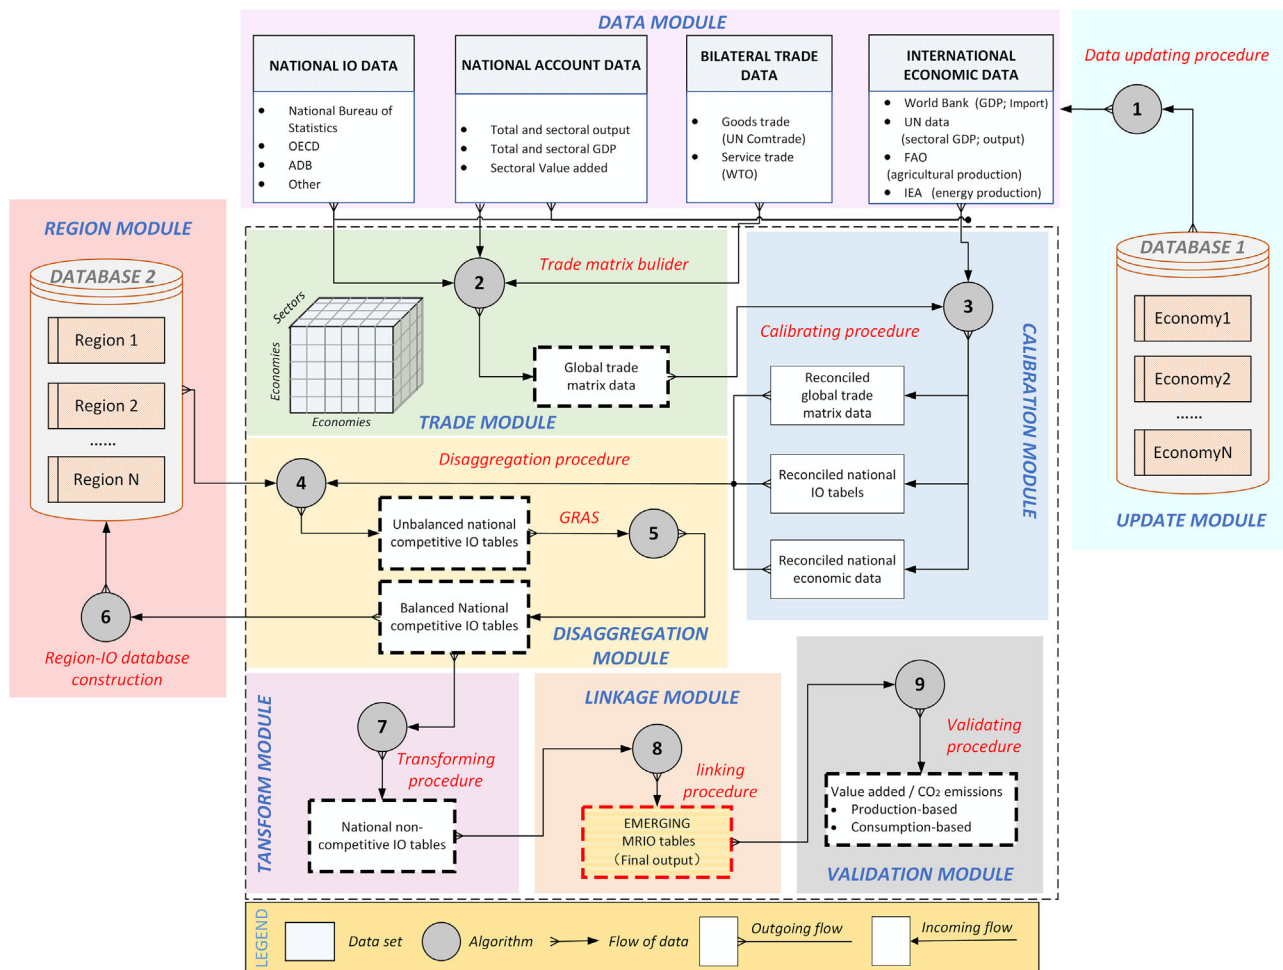 DATA MODULE
NATIONAL IO DATA
● National Bureau of
Statistics
● OECD
● ADB
● Other
NATIONAL ACCOUNT DATA
● Total and sectoral output
● Total and sectoral GDP
● Sectoral Value added
BILATERAL TRADE
DATA
● Goods trade
(UN Comtrade)
● Service trade
(WTO)
INTERNATIONAL
ECONOMIC DATA
● World Bank (GDP; Import)
● UN data
(sectoral GDP; output)
● FAO
(agricultural production)
● IEA (energy production)
Data updating procedure
1
DATABASE 1
Economy1
Economy2
......
EconomyN
UPDATE MODULE
REGION MODULE
DATABASE 2
Region 1
Region 2
......
Region N
6
Region-IO database
construction
2
Trade matrix bulider
Sectors
Economies
Economies
Global trade
matrix data
TRADE MODULE
3
Calibrating procedure
Reconciled
global trade
matrix data
Reconciled national
IO tabels
Reconciled national
economic data
CALIBRATION MODULE
Disaggregation procedure
4
Unbalanced national
competitive IO tables
GRAS
5
Balanced National
competitive IO tables
DISAGGREGATION
MODULE
TANSFORM MODULE
7
Transforming
procedure
National non-
competitive IO tables
LINKAGE MODULE
8
linking
procedure
EMERGING
MRIO tables
(Final output)
9
Validating
procedure
Value added / CO₂ emissions
● Production-based
● Consumption-based
VALIDATION MODULE
LEGEND
Data set
Algorithm
Flow of data
Outgoing flow
Incoming flow